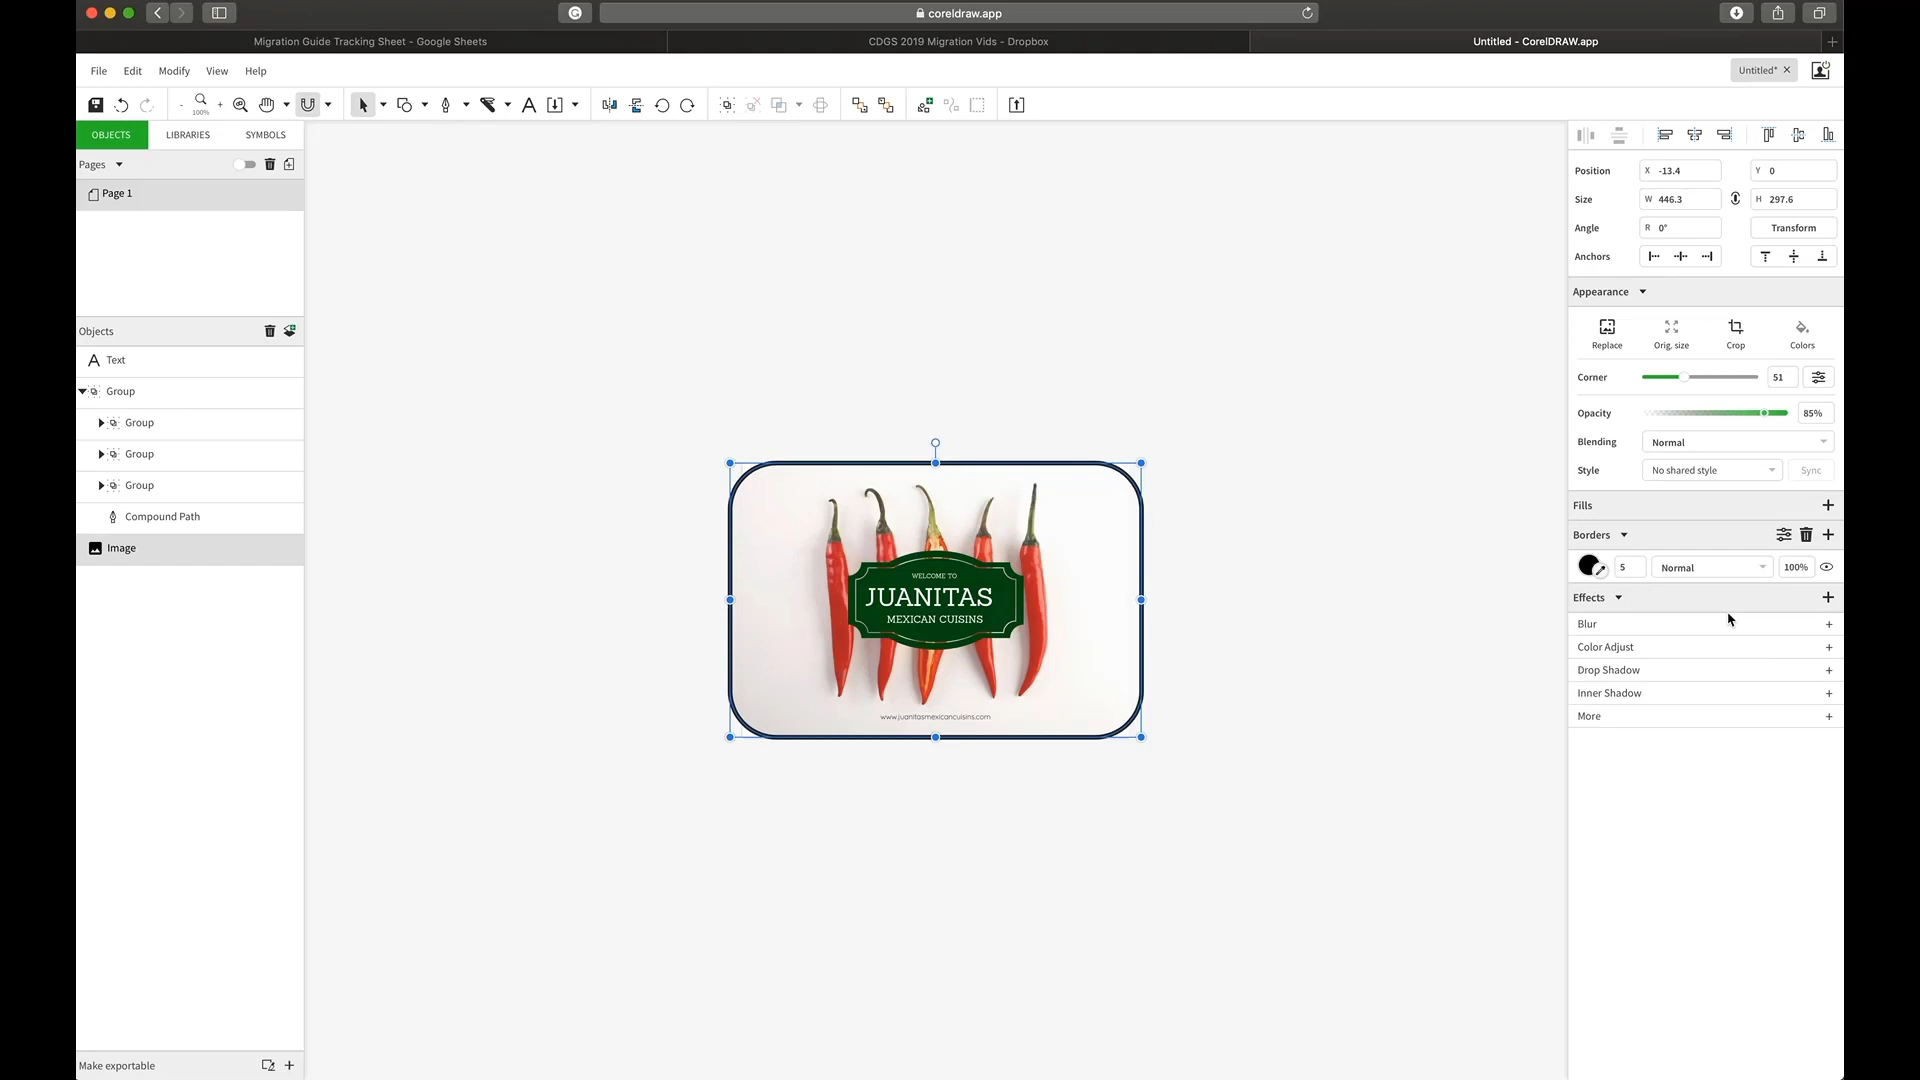 coreldraw.app
Migration Guide Tracking Sheet - Google Sheets
CDGS 2019 Migration Vids - Dropbox
Untitled - CorelDRAW.app
File Edit Modify View Help
Untitled*
- 100% +
OBJECTS LIBRARIES SYMBOLS
Pages
Page 1
Objects
Text
Group
Group
Group
Group
Compound Path
Image
Make exportable
WELCOME TO
JUANITAS
MEXICAN CUISINS
www.juanitasmexicancuisins.com
Position X -13.4 Y 0
Size W 446.3 H 297.6
Angle R 0° Transform
Anchors
Appearance
Replace Orig. size Crop Colors
Corner 51
Opacity 85%
Blending Normal
Style No shared style Sync
Fills
Borders
5 Normal 100%
Effects
Blur
Color Adjust
Drop Shadow
Inner Shadow
More